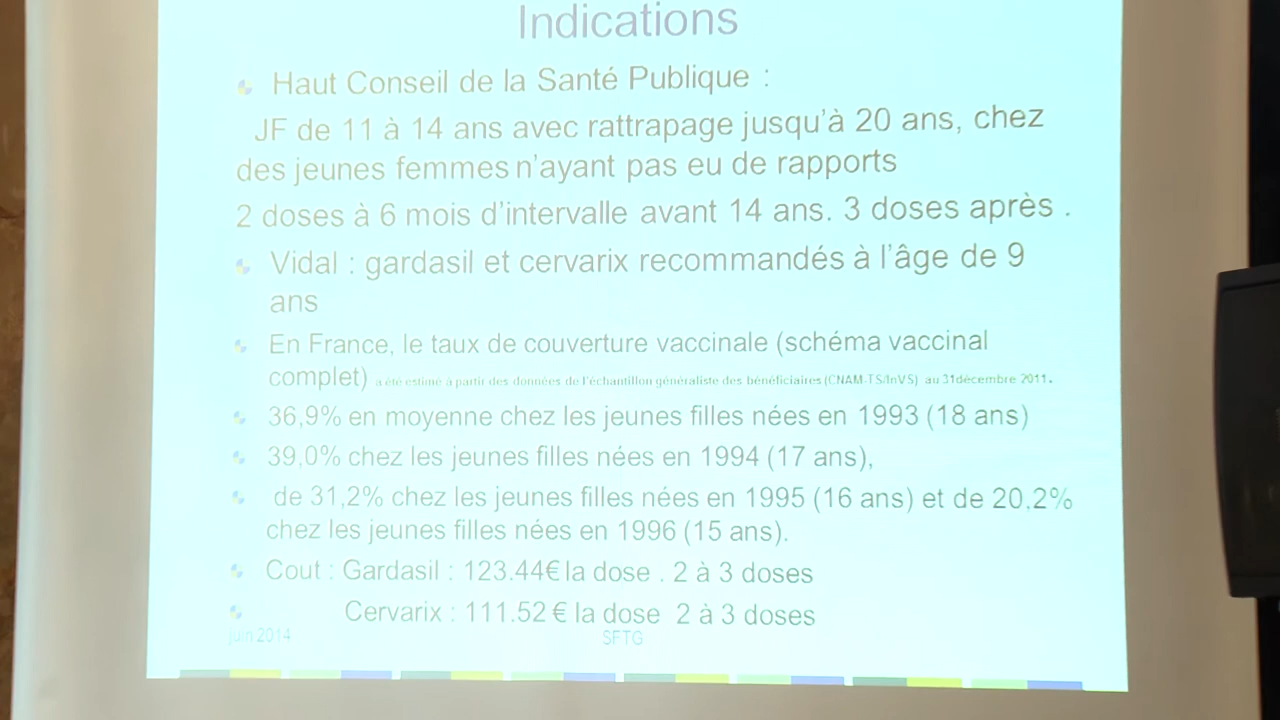 Indications
Haut Conseil de la Santé Publique :
JF de 11 à 14 ans avec rattrapage jusqu'à 20 ans, chez
des jeunes femmes n'ayant pas eu de rapports
2 doses à 6 mois d'intervalle avant 14 ans. 3 doses après .
Vidal : gardasil et cervarix recommandés à l'âge de 9
ans
En France, le taux de couverture vaccinale (schéma vaccinal
complet) a été estimé à partir des données de l'échantillon généraliste des bénéficiaires (CNAM-TS/InVS) au 31décembre 2011.
36,9% en moyenne chez les jeunes filles nées en 1993 (18 ans)
39,0% chez les jeunes filles nées en 1994 (17 ans),
de 31,2% chez les jeunes filles nées en 1995 (16 ans) et de 20,2%
chez les jeunes filles nées en 1996 (15 ans).
Cout : Gardasil : 123.44€ la dose . 2 à 3 doses
Cervarix : 111.52 € la dose 2 à 3 doses
juin 2014 SFTG